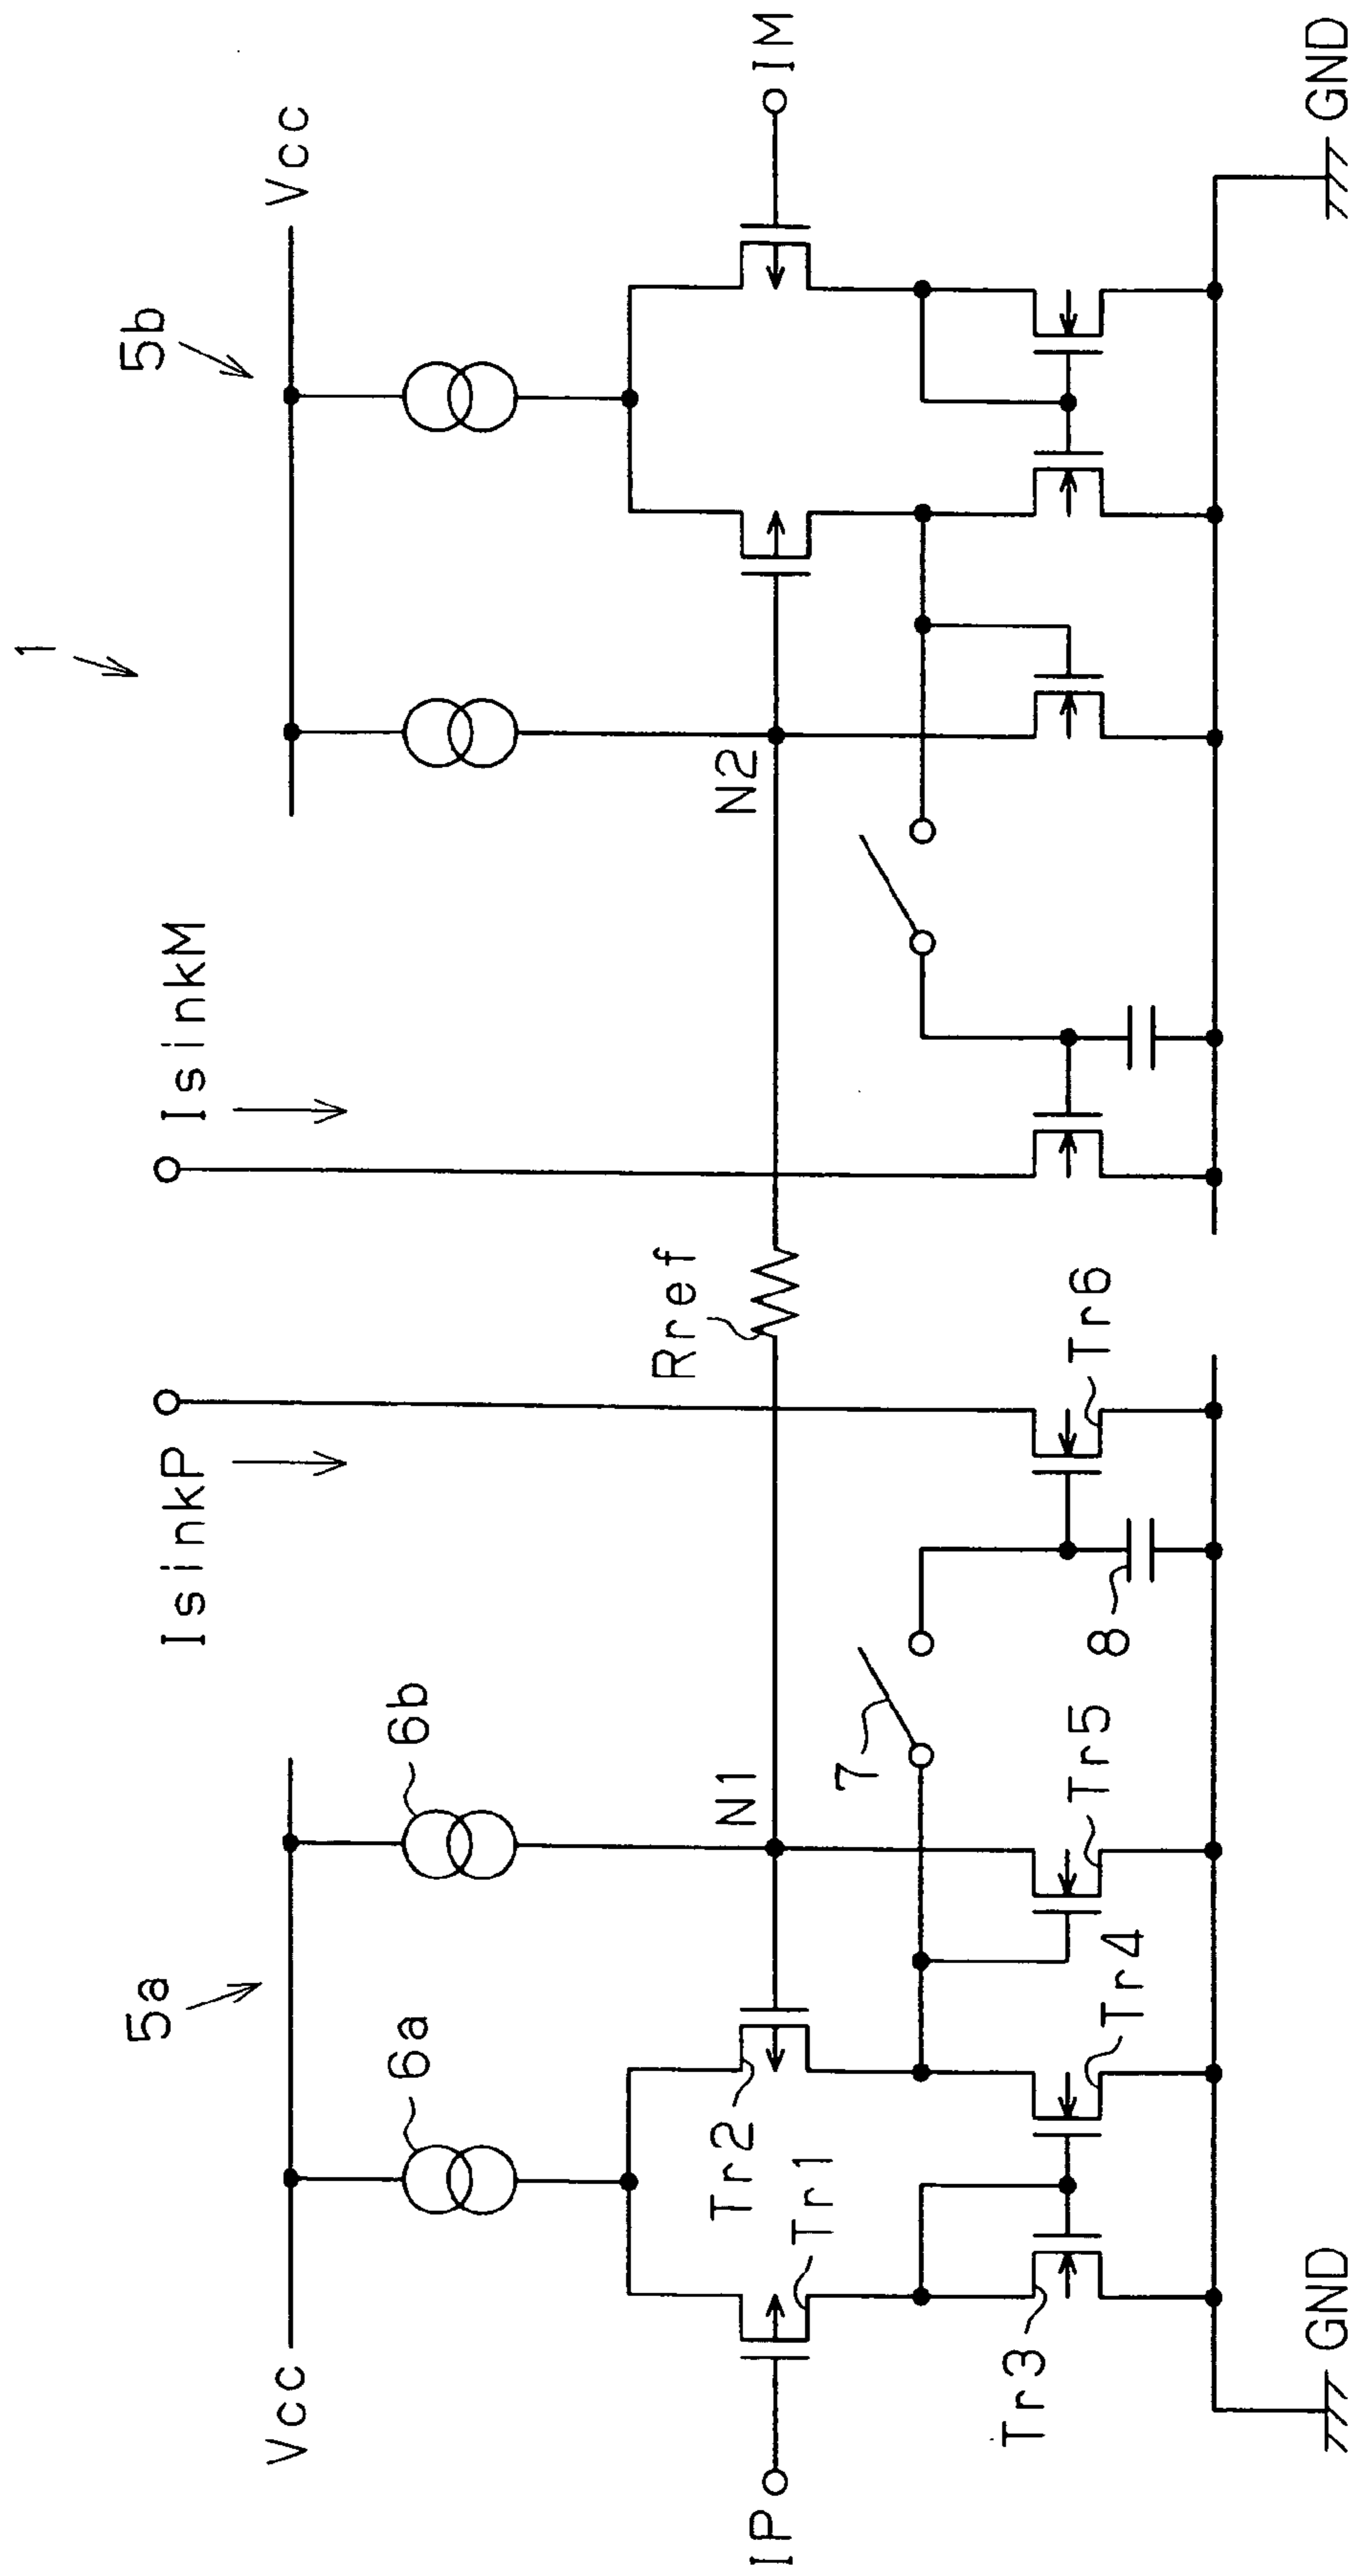 1
5a
5b
Vcc
Vcc
IsinkP
IsinkM
6a
6b
Rref
N1
N2
IP
IM
Tr2
Tr1
7
Tr3
Tr4
Tr5
8
Tr6
GND
GND